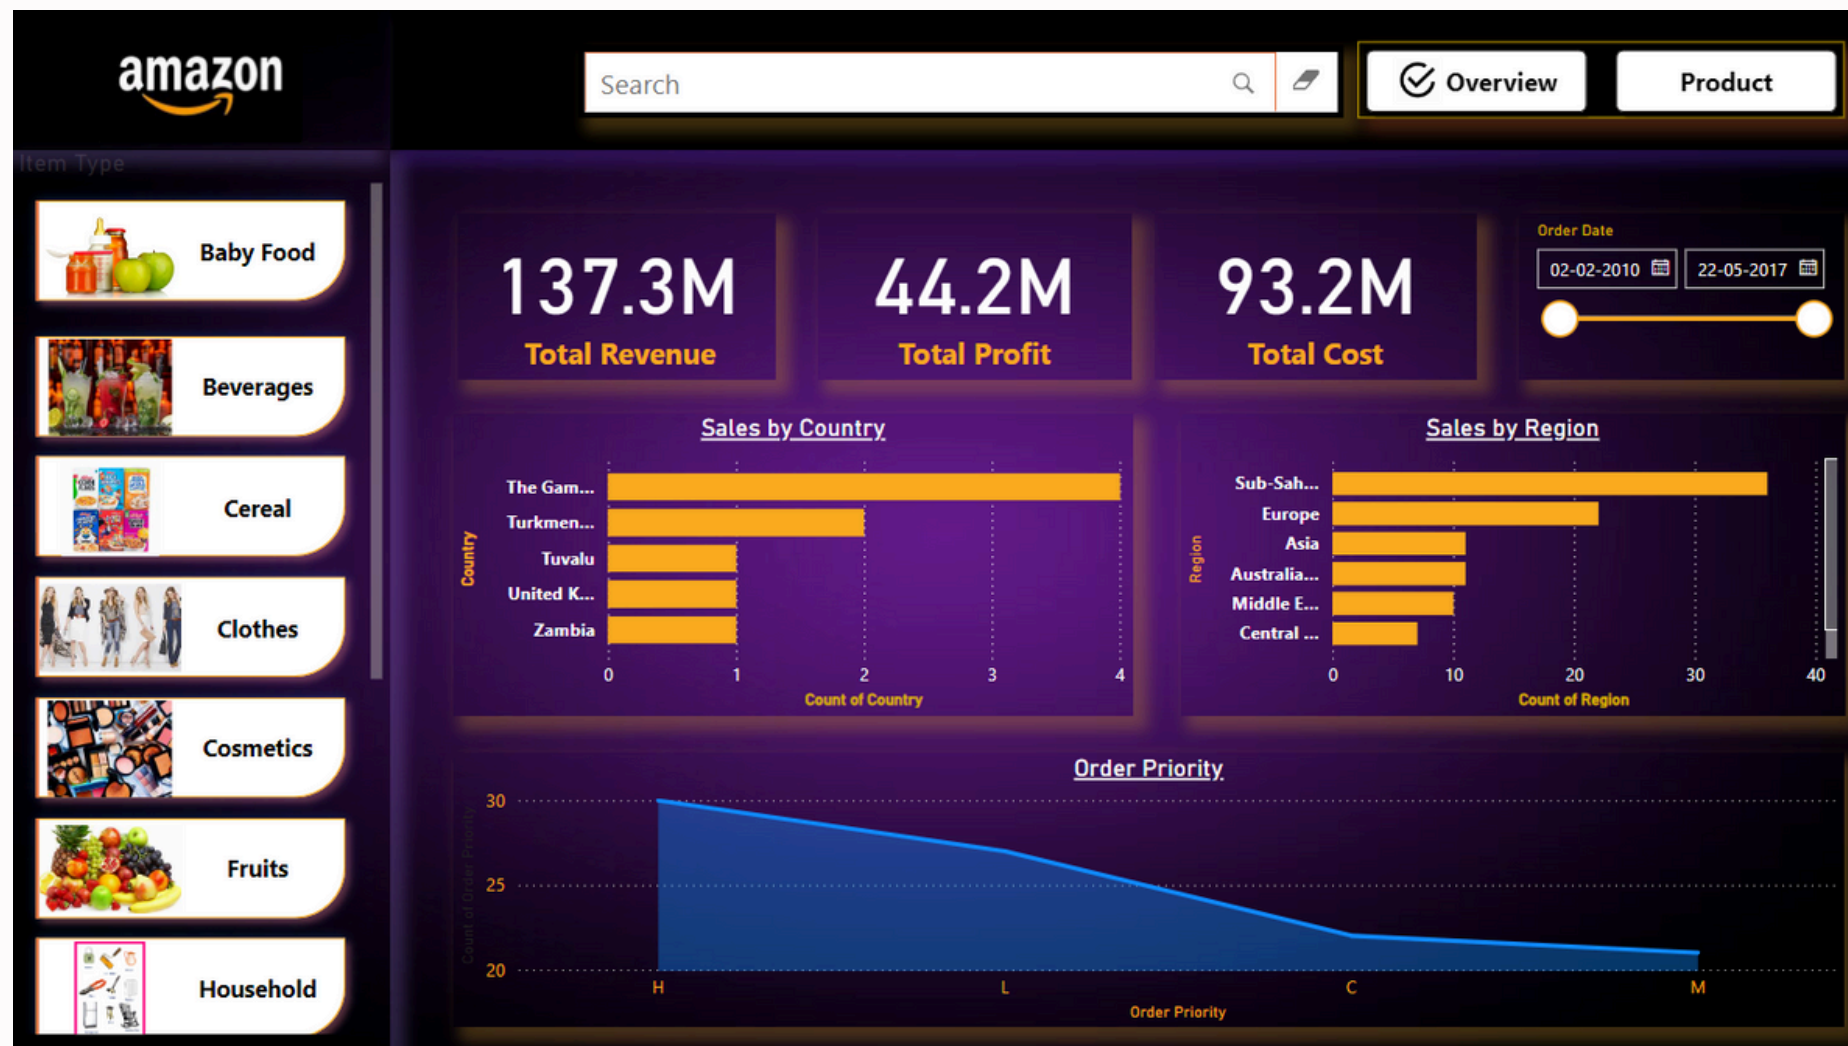 amazon
Search
Overview
Product
Item Type
Baby Food
Beverages
Cereal
Clothes
Cosmetics
Fruits
Household
137.3M
Total Revenue
44.2M
Total Profit
93.2M
Total Cost
Order Date
02-02-2010
22-05-2017
Sales by Country
Country
The Gam...
Turkmen...
Tuvalu
United K...
Zambia
0 1 2 3 4
Count of Country
Sales by Region
Region
Sub-Sah...
Europe
Asia
Australia...
Middle E...
Central ...
0 10 20 30 40
Count of Region
Order Priority
Count of Order Priority
30
25
20
H L C M
Order Priority